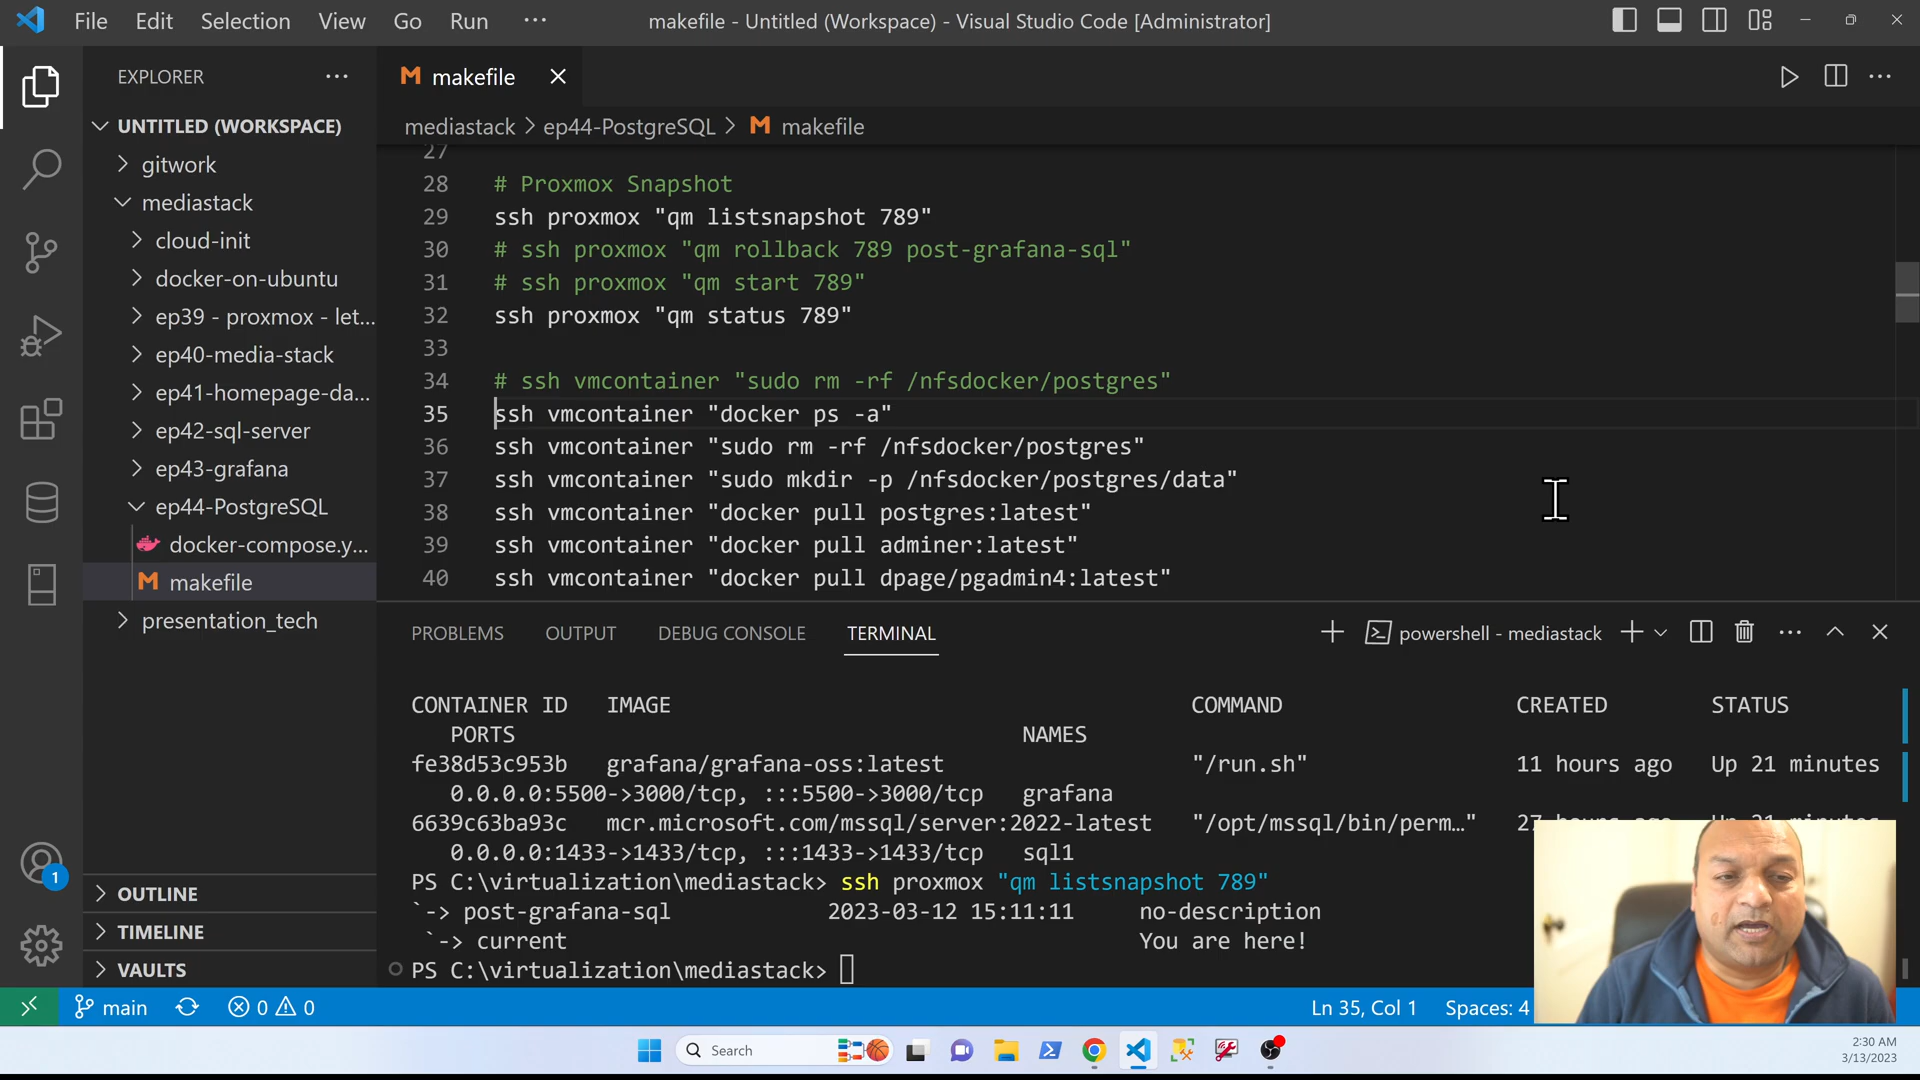 File Edit Selection View Go Run ··· makefile - Untitled (Workspace) - Visual Studio Code [Administrator]
EXPLORER ···
UNTITLED (WORKSPACE)
gitwork
mediastack
cloud-init
docker-on-ubuntu
ep39 - proxmox - let...
ep40-media-stack
ep41-homepage-da...
ep42-sql-server
ep43-grafana
ep44-PostgreSQL
docker-compose.y...
M makefile
presentation_tech
OUTLINE
TIMELINE
VAULTS
M makefile
mediastack > ep44-PostgreSQL > M makefile
27
28 # Proxmox Snapshot
29 ssh proxmox "qm listsnapshot 789"
30 # ssh proxmox "qm rollback 789 post-grafana-sql"
31 # ssh proxmox "qm start 789"
32 ssh proxmox "qm status 789"
33
34 # ssh vmcontainer "sudo rm -rf /nfsdocker/postgres"
35 ssh vmcontainer "docker ps -a"
36 ssh vmcontainer "sudo rm -rf /nfsdocker/postgres"
37 ssh vmcontainer "sudo mkdir -p /nfsdocker/postgres/data"
38 ssh vmcontainer "docker pull postgres:latest"
39 ssh vmcontainer "docker pull adminer:latest"
40 ssh vmcontainer "docker pull dpage/pgadmin4:latest"
PROBLEMS OUTPUT DEBUG CONSOLE TERMINAL powershell - mediastack
CONTAINER ID IMAGE COMMAND CREATED STATUS
PORTS NAMES
fe38d53c953b grafana/grafana-oss:latest "/run.sh" 11 hours ago Up 21 minutes
0.0.0.0:5500->3000/tcp, :::5500->3000/tcp grafana
6639c63ba93c mcr.microsoft.com/mssql/server:2022-latest "/opt/mssql/bin/perm…" 27 hours ago Up 21 minutes
0.0.0.0:1433->1433/tcp, :::1433->1433/tcp sql1
PS C:\virtualization\mediastack> ssh proxmox "qm listsnapshot 789"
`-> post-grafana-sql 2023-03-12 15:11:11 no-description
`-> current You are here!
PS C:\virtualization\mediastack>
1
main 0 0 Ln 35, Col 1 Spaces: 4
Search
2:30 AM
3/13/2023